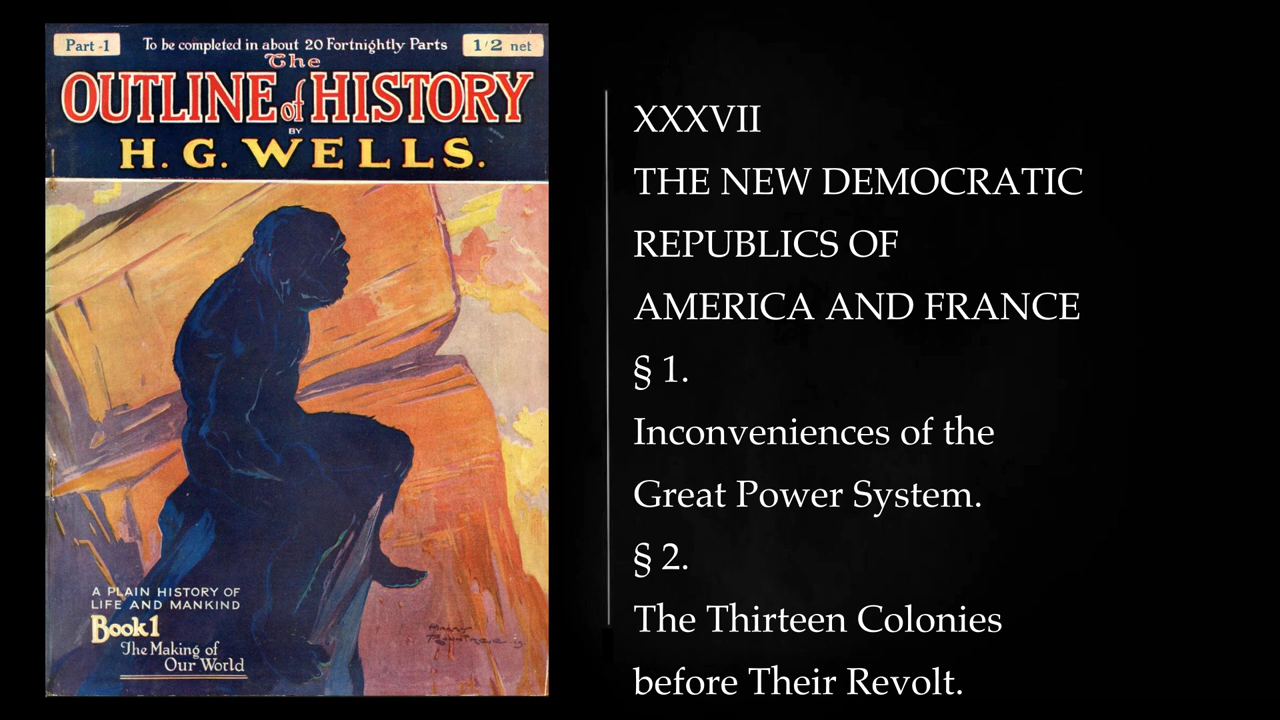 Part -1
To be completed in about 20 Fortnightly Parts
1/2 net
The
OUTLINE of HISTORY
BY
H. G. WELLS.
A PLAIN HISTORY OF
LIFE AND MANKIND
Book 1
The Making of
Our World
XXXVII
THE NEW DEMOCRATIC
REPUBLICS OF
AMERICA AND FRANCE
§ 1.
Inconveniences of the
Great Power System.
§ 2.
The Thirteen Colonies
before Their Revolt.